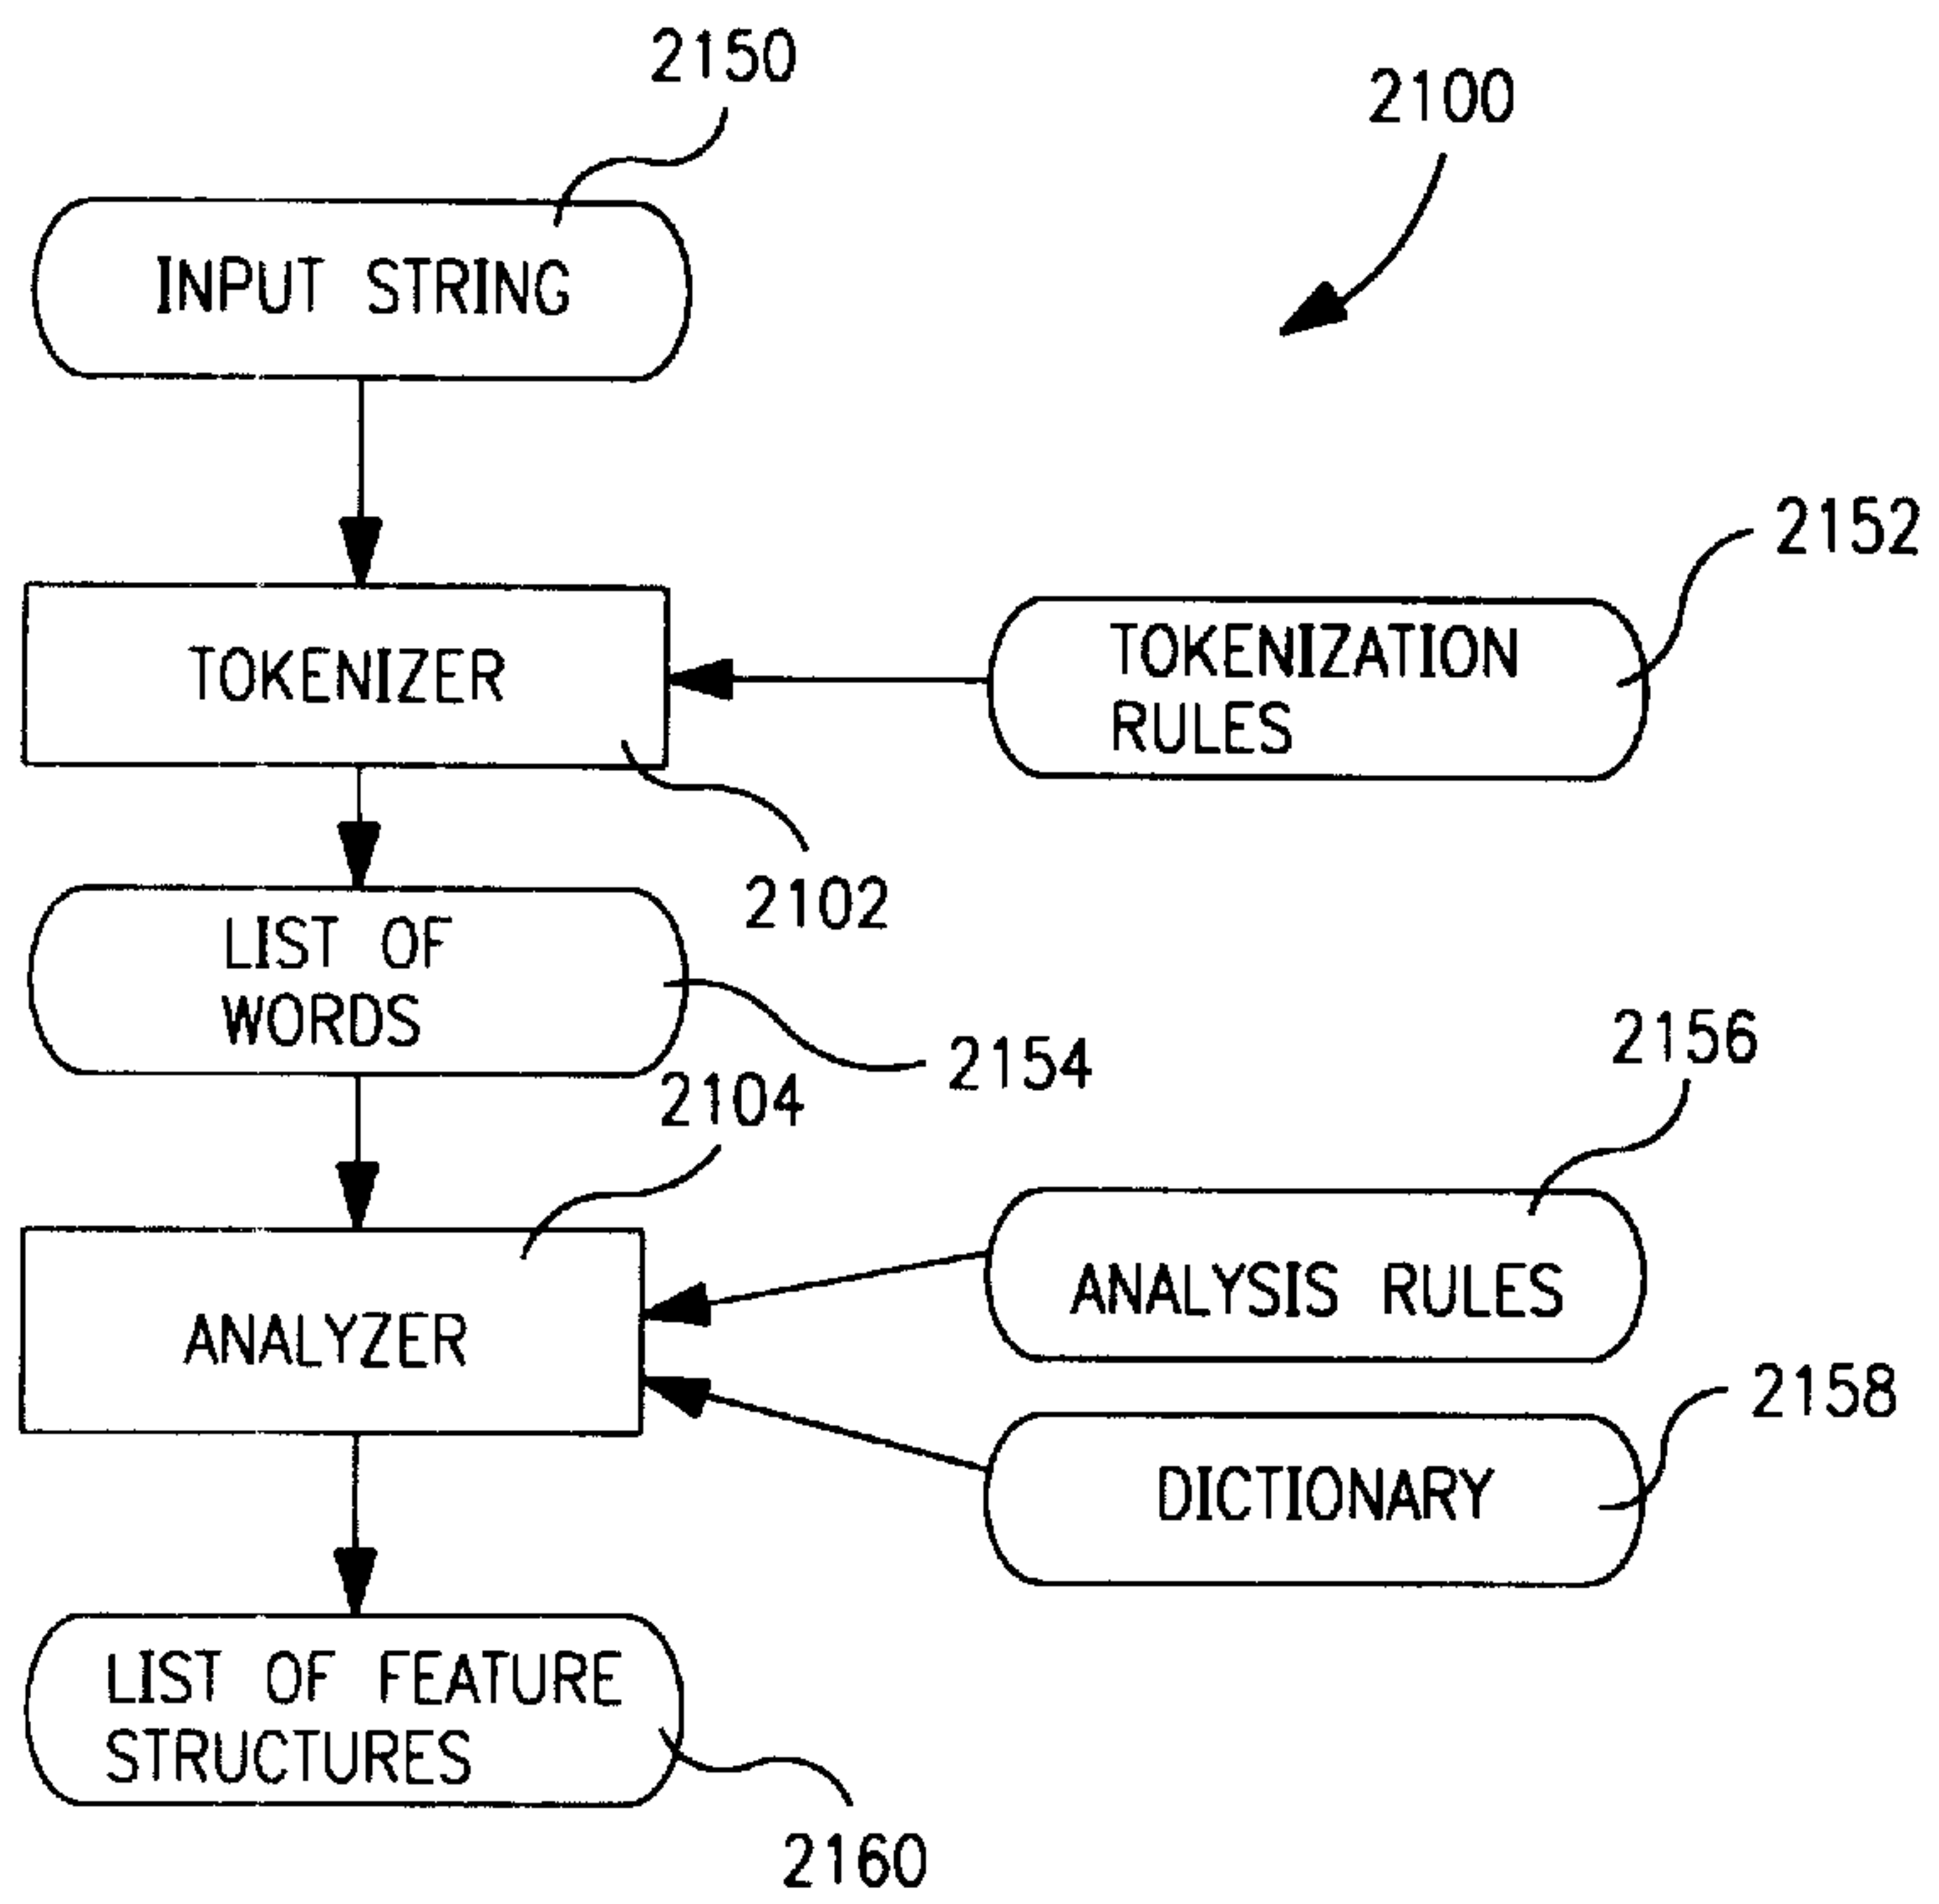 2150
2100
INPUT STRING
2152
TOKENIZER
TOKENIZATION
RULES
2102
LIST OF
WORDS
2154
2156
2104
ANALYZER
ANALYSIS RULES
2158
DICTIONARY
LIST OF FEATURE
STRUCTURES
2160